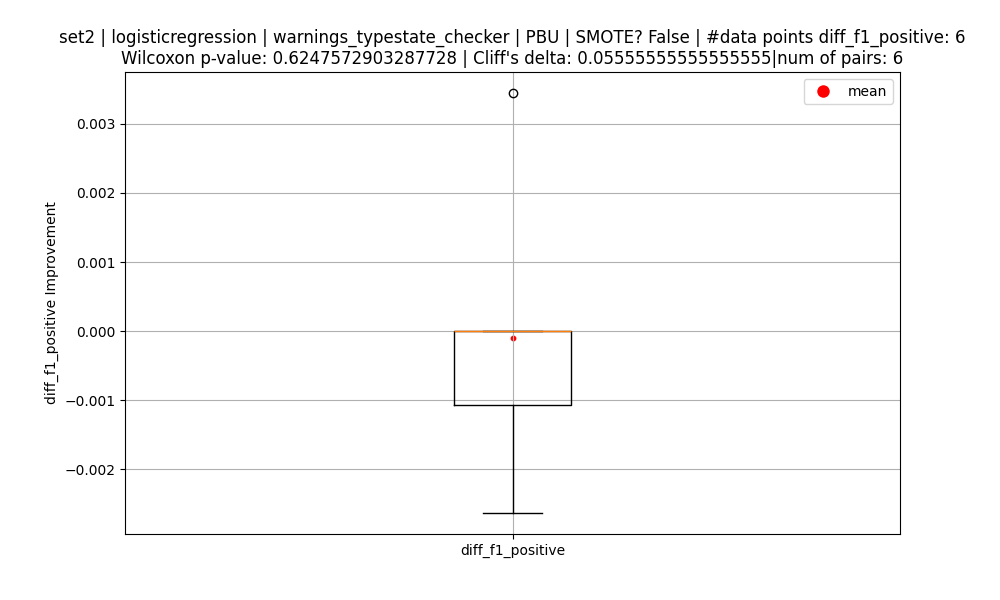 set2 | logisticregression | warnings_typestate_checker | PBU | SMOTE? False | #data points diff_f1_positive: 6
Wilcoxon p-value: 0.6247572903287728 | Cliff's delta: 0.05555555555555555|num of pairs: 6
mean
0.003
0.002
0.001
0.000
−0.001
−0.002
diff_f1_positive Improvement
diff_f1_positive